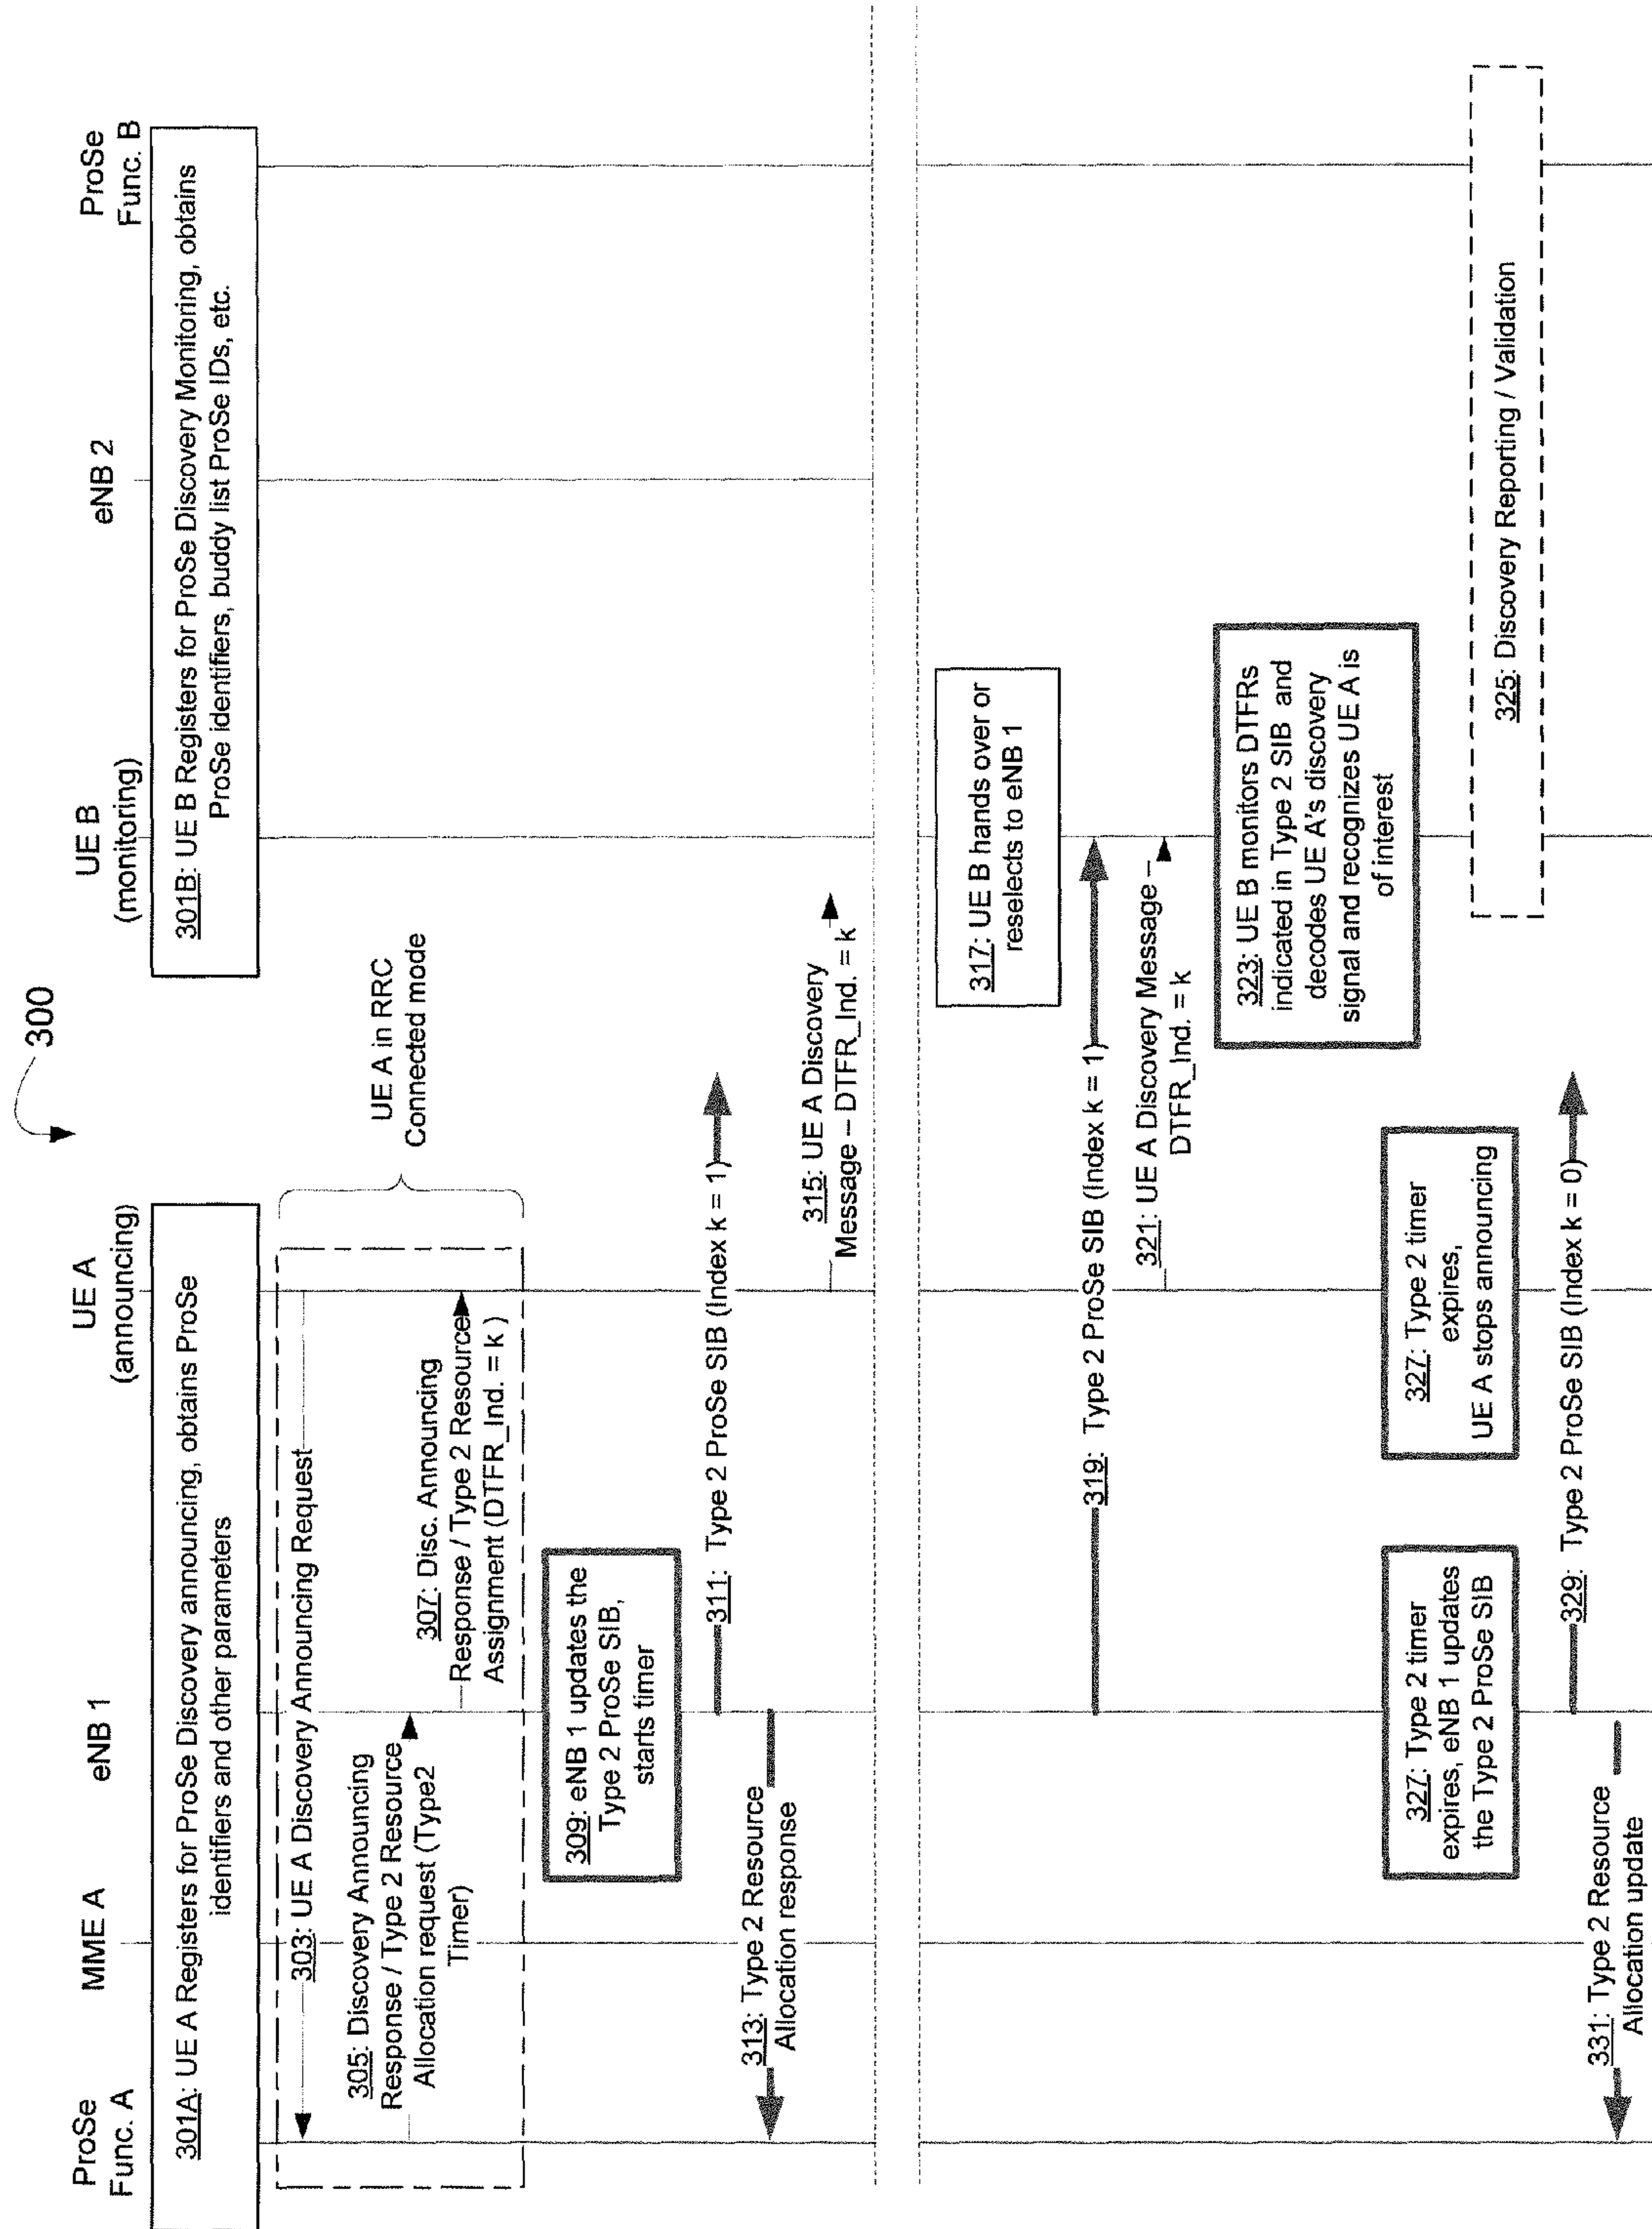 300
ProSe
Func. A
MME A
eNB 1
UE A
(announcing)
UE B
(monitoring)
eNB 2
ProSe
Func. B
301A: UE A Registers for ProSe Discovery announcing, obtains ProSe
identifiers and other parameters
301B: UE B Registers for ProSe Discovery Monitoring, obtains
ProSe identifiers, buddy list ProSe IDs, etc.
303: UE A Discovery Announcing Request
UE A in RRC
Connected mode
305: Discovery Announcing
Response / Type 2 Resource
Allocation request (Type2
Timer)
307: Disc. Announcing
Response / Type 2 Resource
Assignment (DTFR_Ind. = k )
309: eNB 1 updates the
Type 2 ProSe SIB,
starts timer
311: Type 2 ProSe SIB (Index k = 1)
313: Type 2 Resource
Allocation response
315: UE A Discovery
Message – DTFR_Ind. = k
317: UE B hands over or
reselects to eNB 1
319: Type 2 ProSe SIB (Index k = 1)
321: UE A Discovery Message –
DTFR_Ind. = k
323: UE B monitors DTFRs
indicated in Type 2 SIB and
decodes UE A's discovery
signal and recognizes UE A is
of interest
327: Type 2 timer
expires, eNB 1 updates
the Type 2 ProSe SIB
327: Type 2 timer
expires,
UE A stops announcing
325: Discovery Reporting / Validation
329: Type 2 ProSe SIB (Index k = 0)
331: Type 2 Resource
Allocation update